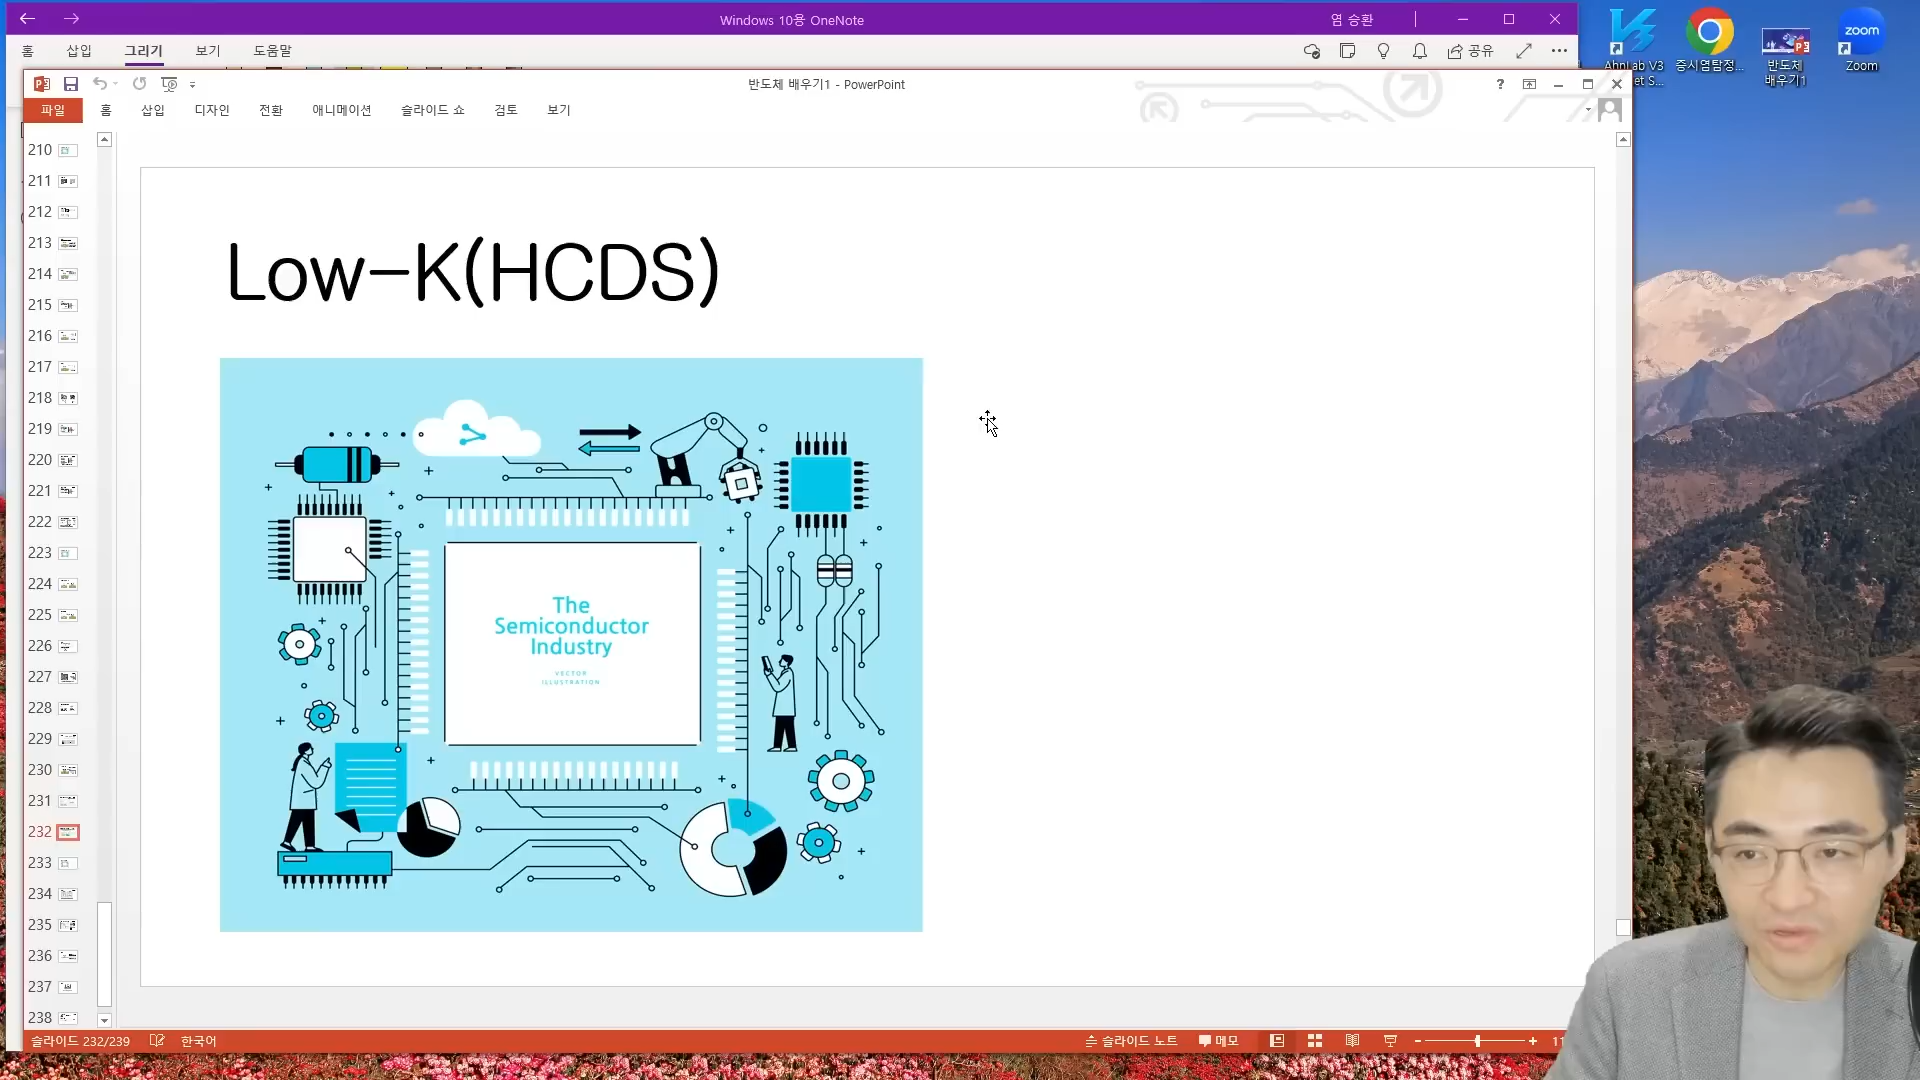 Windows 10용 OneNote
염 승환
홈 삽입 그리기 보기 도움말
공유
반도체 배우기1 - PowerPoint
파일 홈 삽입 디자인 전환 애니메이션 슬라이드 쇼 검토 보기
210
211
212
213
214
215
216
217
218
219
220
221
222
223
224
225
226
227
228
229
230
231
232
233
234
235
236
237
238
Low-K(HCDS)
The
Semiconductor
Industry
VECTOR
ILLUSTRATION
슬라이드 232/239 한국어
슬라이드 노트 메모
AhnLab V3
et S...
증시염탐정...
반도체
배우기1
zoom
Zoom